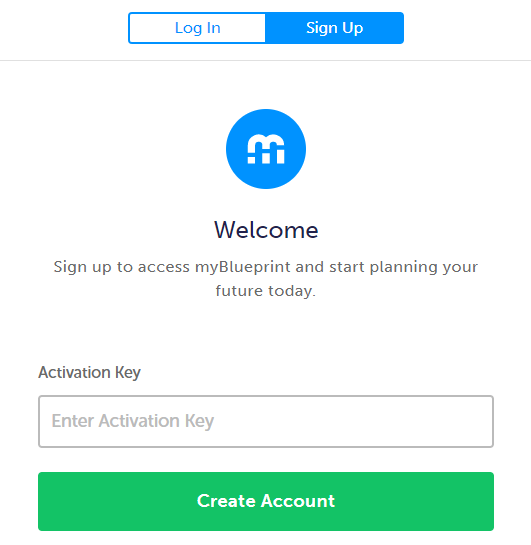 Log In
Sign Up
Welcome
Sign up to access myBlueprint and start planning your
future today.
Activation Key
Enter Activation Key
Create Account